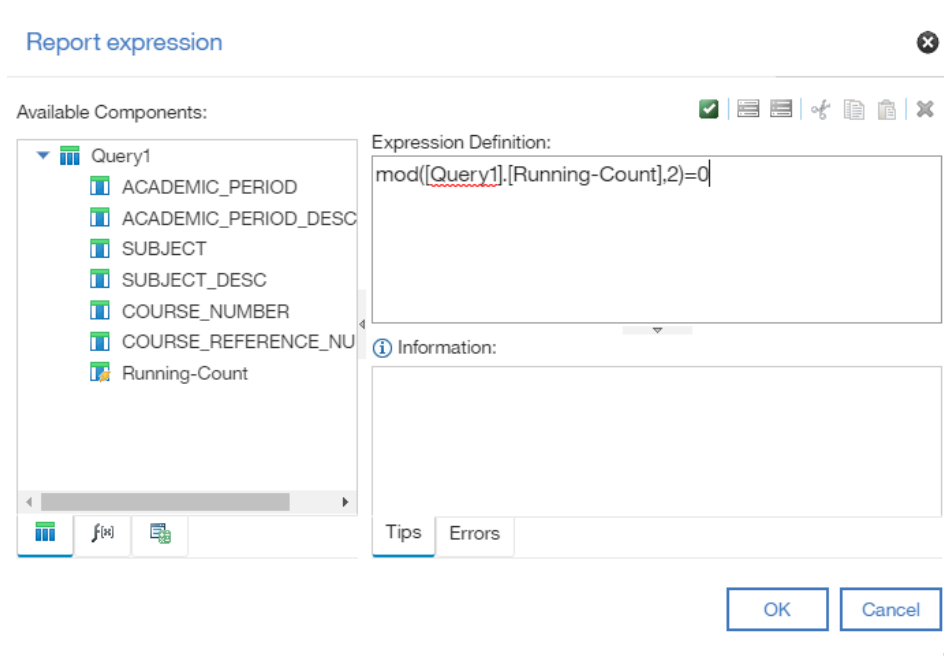 Report expression
Available Components:
Query1
ACADEMIC_PERIOD
ACADEMIC_PERIOD_DESC
SUBJECT
SUBJECT_DESC
COURSE_NUMBER
COURSE_REFERENCE_NU
Running-Count
f(x)
Expression Definition:
mod([Query1].[Running-Count],2)=0
Information:
Tips Errors
OK Cancel